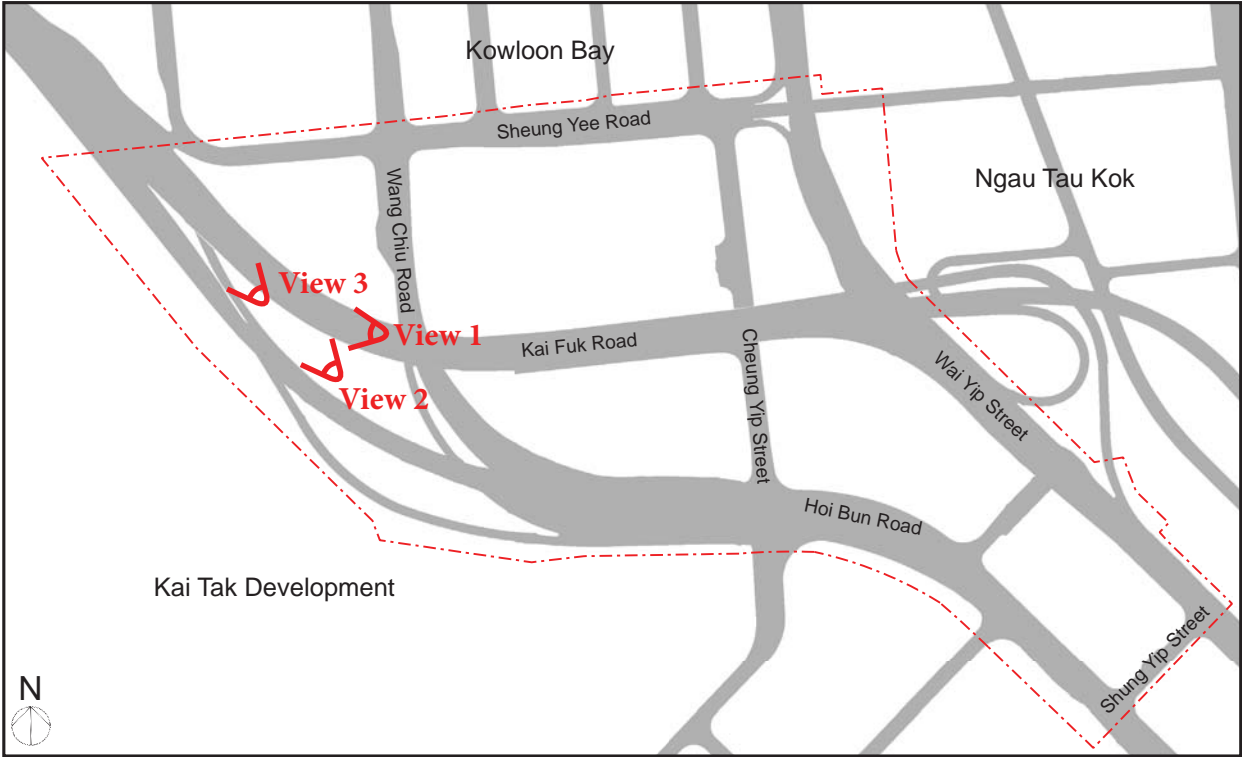 Kowloon Bay
Sheung Yee Road
Ngau Tau Kok
Wang Chiu Road
View 3
View 1
Kai Fuk Road
Cheung Yip Street
Wai Yip Street
View 2
Hoi Bun Road
Kai Tak Development
Shung Yip Street
N